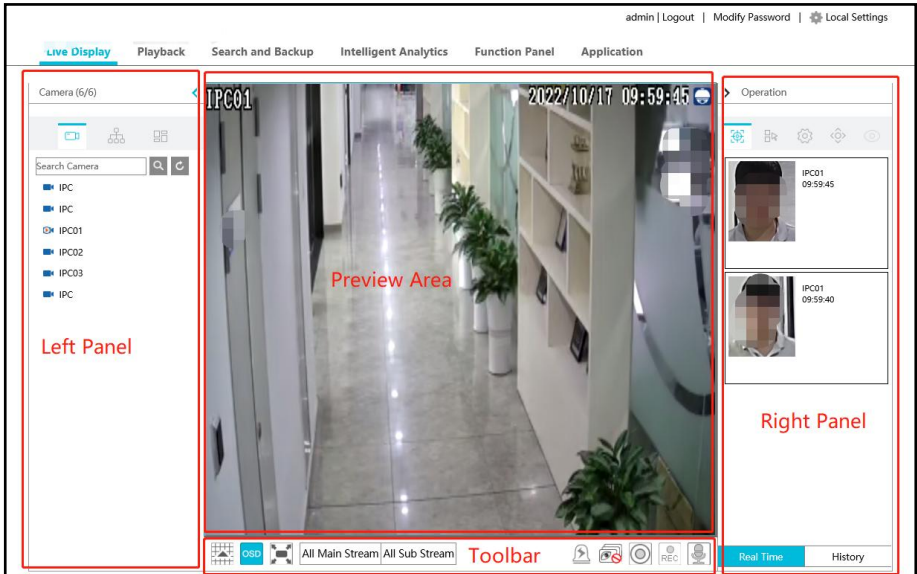 admin | Logout | Modify Password | Local Settings
Live Display Playback Search and Backup Intelligent Analytics Function Panel Application
Camera (6/6)
Search Camera
IPC
IPC
IPC01
IPC02
IPC03
IPC
Left Panel
IPC01 2022/10/17 09:59:45
Preview Area
OSD All Main Stream All Sub Stream Toolbar REC
Operation
IPC01
09:59:45
IPC01
09:59:40
Right Panel
Real Time History